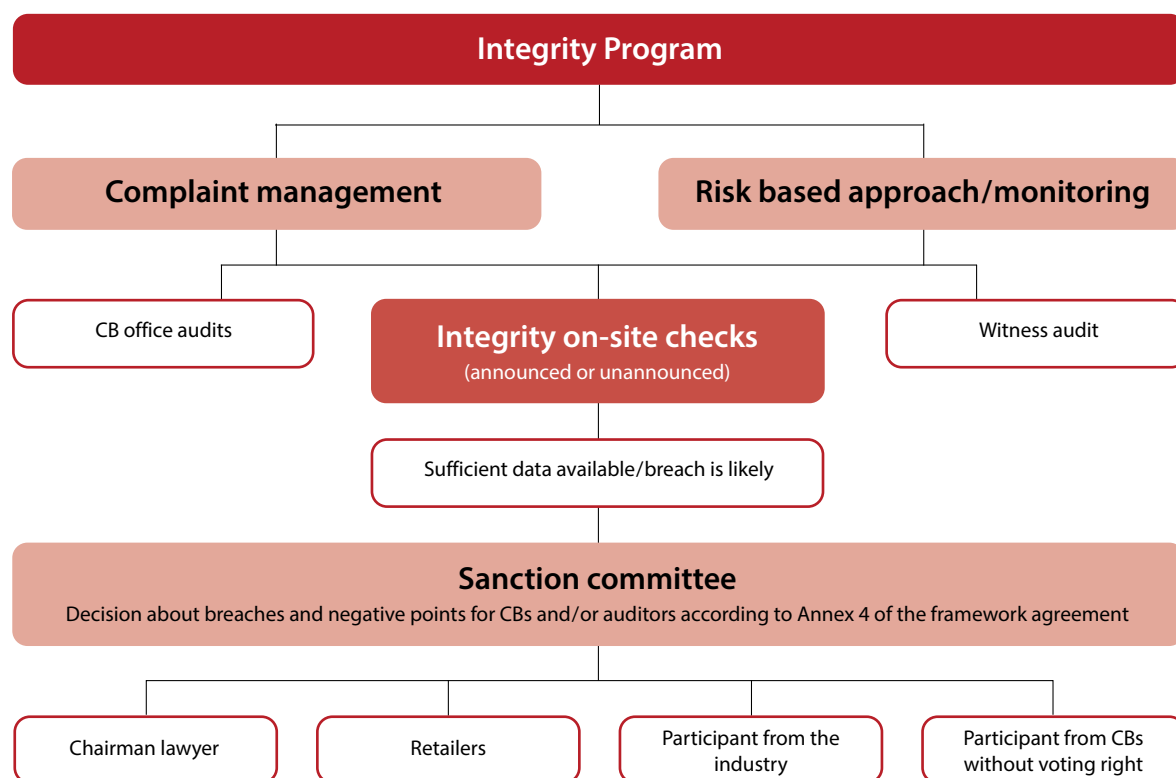 Integrity Program
Complaint management
Risk based approach/monitoring
CB office audits
Integrity on-site checks
(announced or unannounced)
Witness audit
Sufficient data available/breach is likely
Sanction committee
Decision about breaches and negative points for CBs and/or auditors according to Annex 4 of the framework agreement
Chairman lawyer
Retailers
Participant from the
industry
Participant from CBs
without voting right